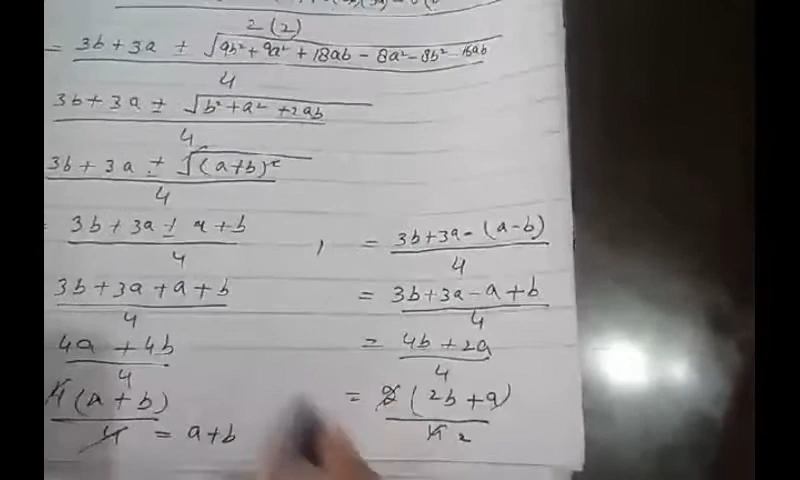 2 (2)
= 3b + 3a ± √9b² + 9a² + 18ab - 8a² - 8b² - 16ab
4
3b + 3a ± √b² + a² + 2ab
4
3b + 3a ± √(a+b)²
4
3b + 3a ± a + b
4
, = 3b+3a - (a-b)
4
3b + 3a + a + b
4
= 3b+3a - a + b
4
4a + 4b
4
= 4b + 2a
4
4(a + b)
4 = a+b
= 2 (2b + a)
4 2